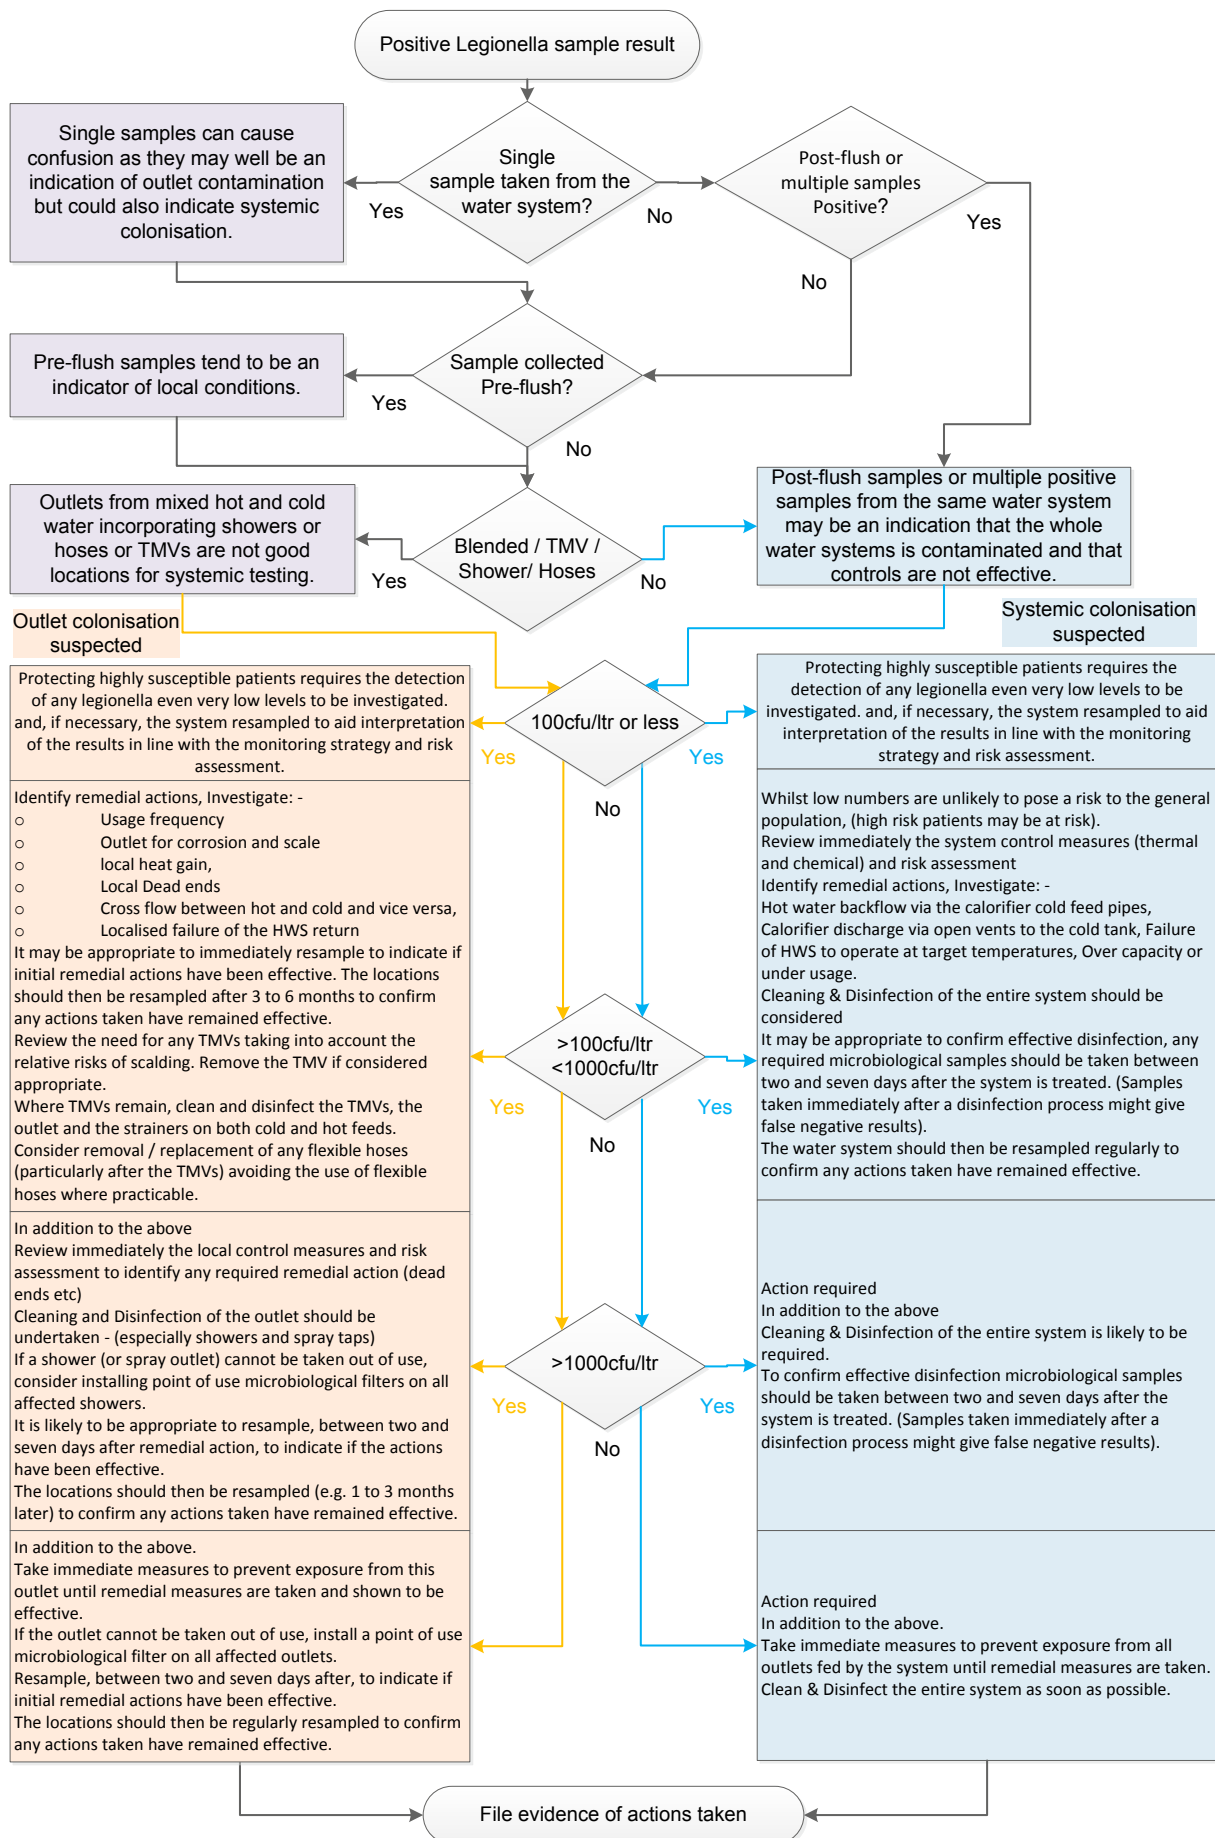 Positive Legionella sample result
Single samples can cause
confusion as they may well be an
indication of outlet contamination
but could also indicate systemic
colonisation.
Single
sample taken from the
water system?
Post-flush or
multiple samples
Positive?
Yes
No
Yes
No
Pre-flush samples tend to be an
indicator of local conditions.
Sample collected
Pre-flush?
Yes
No
Outlets from mixed hot and cold
water incorporating showers or
hoses or TMVs are not good
locations for systemic testing.
Blended / TMV /
Shower/ Hoses
Yes
No
Post-flush samples or multiple positive
samples from the same water system
may be an indication that the whole
water systems is contaminated and that
controls are not effective.
Outlet colonisation
suspected
Systemic colonisation
suspected
Protecting highly susceptible patients requires the
detection of any legionella even very low levels to be
investigated. and, if necessary, the system resampled to aid
interpretation of the results in line with the monitoring
strategy and risk
assessment.
100cfu/ltr or less
Yes
Yes
No
Protecting highly susceptible patients requires the
detection of any legionella even very low levels to be
investigated. and, if necessary, the system resampled to aid
interpretation of the results in line with the monitoring
strategy and risk assessment.
Identify remedial actions, Investigate: -
o Usage frequency
o Outlet for corrosion and scale
o local heat gain,
o Local Dead ends
o Cross flow between hot and cold and vice versa,
o Localised failure of the HWS return
It may be appropriate to immediately resample to indicate if
initial remedial actions have been effective. The locations
should then be resampled after 3 to 6 months to confirm
any actions taken have remained effective.
Review the need for any TMVs taking into account the
relative risks of scalding. Remove the TMV if considered
appropriate.
Where TMVs remain, clean and disinfect the TMVs, the
outlet and the strainers on both cold and hot feeds.
Consider removal / replacement of any flexible hoses
(particularly after the TMVs) avoiding the use of flexible
hoses where practicable.
>100cfu/ltr
<1000cfu/ltr
Yes
Yes
No
Whilst low numbers are unlikely to pose a risk to the general
population, (high risk patients may be at risk).
Review immediately the system control measures (thermal
and chemical) and risk assessment
Identify remedial actions, Investigate: -
Hot water backflow via the calorifier cold feed pipes,
Calorifier discharge via open vents to the cold tank, Failure
of HWS to operate at target temperatures, Over capacity or
under usage.
Cleaning & Disinfection of the entire system should be
considered
It may be appropriate to confirm effective disinfection, any
required microbiological samples should be taken between
two and seven days after the system is treated. (Samples
taken immediately after a disinfection process might give
false negative results).
The water system should then be resampled regularly to
confirm any actions taken have remained effective.
In addition to the above
Review immediately the local control measures and risk
assessment to identify any required remedial action (dead
ends etc)
Cleaning and Disinfection of the outlet should be
undertaken - (especially showers and spray taps)
If a shower (or spray outlet) cannot be taken out of use,
consider installing point of use microbiological filters on all
affected showers.
It is likely to be appropriate to resample, between two and
seven days after remedial action, to indicate if the actions
have been effective.
The locations should then be resampled (e.g. 1 to 3 months
later) to confirm any actions taken have remained effective.
>1000cfu/ltr
Yes
Yes
No
Action required
In addition to the above
Cleaning & Disinfection of the entire system is likely to be
required.
To confirm effective disinfection microbiological samples
should be taken between two and seven days after the
system is treated. (Samples taken immediately after a
disinfection process might give false negative results).
In addition to the above.
Take immediate measures to prevent exposure from this
outlet until remedial measures are taken and shown to be
effective.
If the outlet cannot be taken out of use, install a point of use
microbiological filter on all affected outlets.
Resample, between two and seven days after, to indicate if
initial remedial actions have been effective.
The locations should then be regularly resampled to confirm
any actions taken have remained effective.
Action required
In addition to the above.
Take immediate measures to prevent exposure from all
outlets fed by the system until remedial measures are taken.
Clean & Disinfect the entire system as soon as possible.
File evidence of actions taken